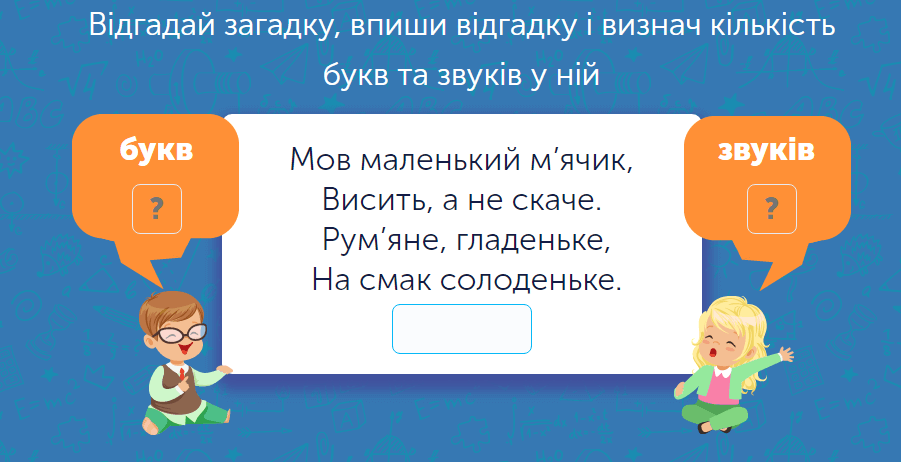 Відгадай загадку, впиши відгадку і визнач кількість
букв та звуків у ній
букв
?
Мов маленький м’ячик,
Висить, а не скаче.
Рум’яне, гладеньке,
На смак солоденьке.
звуків
?